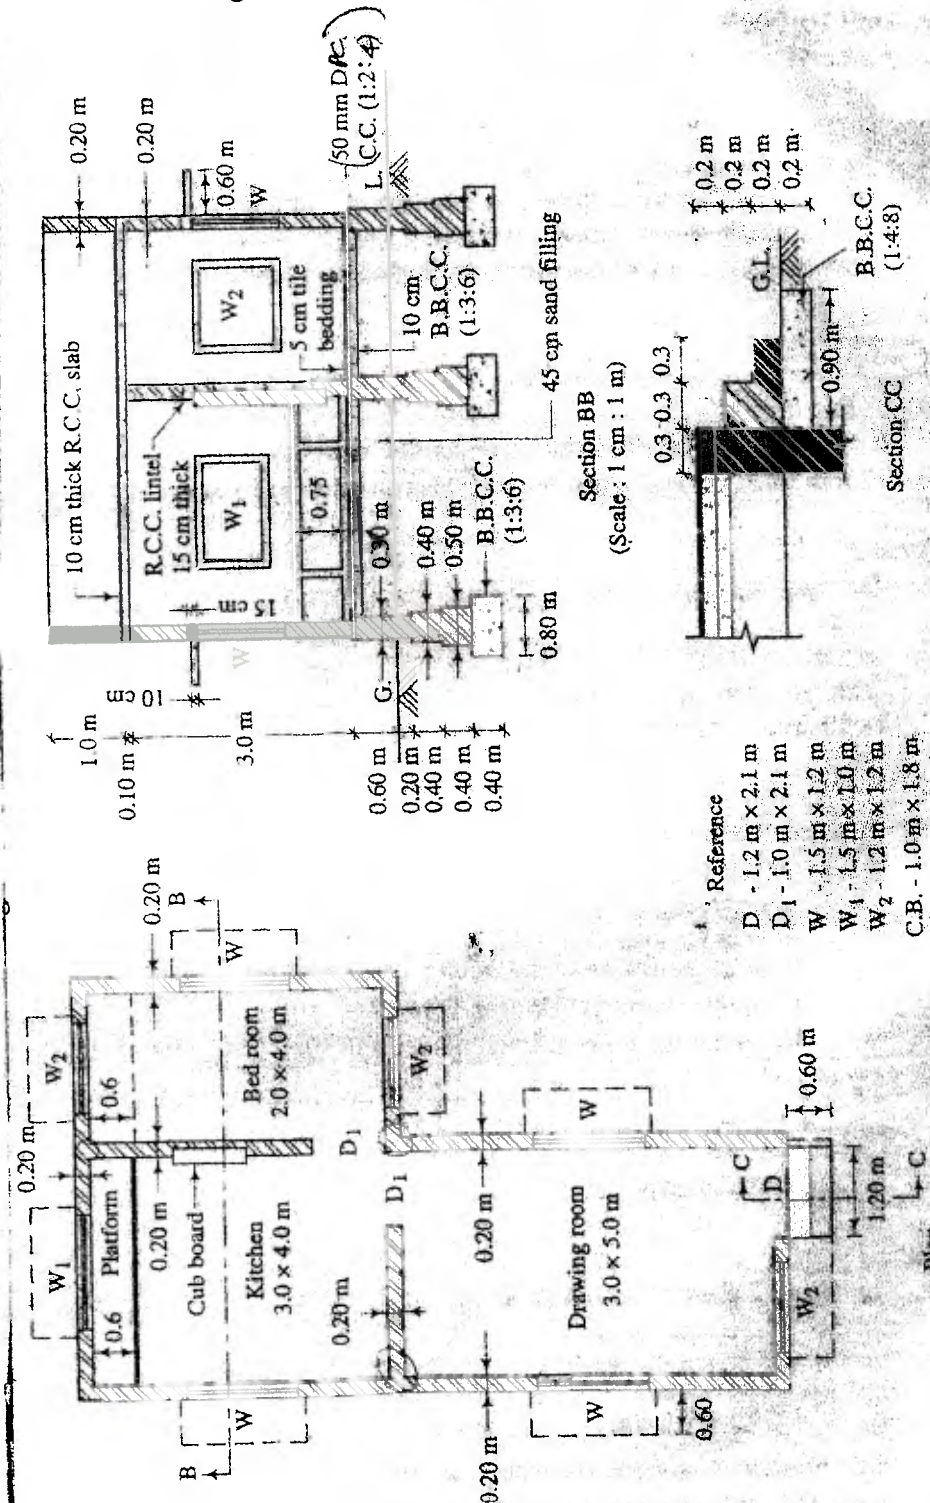 0.20 m
0.20 m
10 thick R.C.C. slab
10 cm thick R.C.C. slab
R.C.C. lintel
15 cm thick
W1
W2
0.60 m
W
50 mm DPC.
C.C. (1:2:4)
L.
5 cm tile
bedding
10 cm
B.B.C.C.
(1:3:6)
45 cm sand filling
0.75
15 cm
10 cm
W
G.
1.0 m
0.10 m
3.0 m
0.60 m
0.20 m
0.40 m
0.40 m
0.40 m
0.30 m
0.40 m
0.50 m
B.B.C.C.
(1:3:6)
0.80 m
Section BB
(Scale : 1 cm : 1 m)
0.2 m
0.2 m
0.2 m
0.2 m
G.L.
B.B.C.C.
(1:4:8)
0.3
0.3
0.3
0.90 m
Section CC
Reference
D - 1.2 m × 2.1 m
D1 - 1.0 m × 2.1 m
W - 1.5 m × 1.2 m
W1 - 1.5 m × 1.0 m
W2 - 1.2 m × 1.2 m
C.B. - 1.0 m × 1.8 m
0.20 m
W1
W2
0.6
Platform
0.6
0.20 m
B
W
Cub board
0.20 m
Kitchen
3.0 × 4.0 m
Bed room
2.0 × 4.0 m
B
W
D1
D1
W2
0.20 m
0.20 m
Drawing room
3.0 × 5.0 m
W
W
0.20 m
0.60
W2
C
D
C
0.60 m
1.20 m